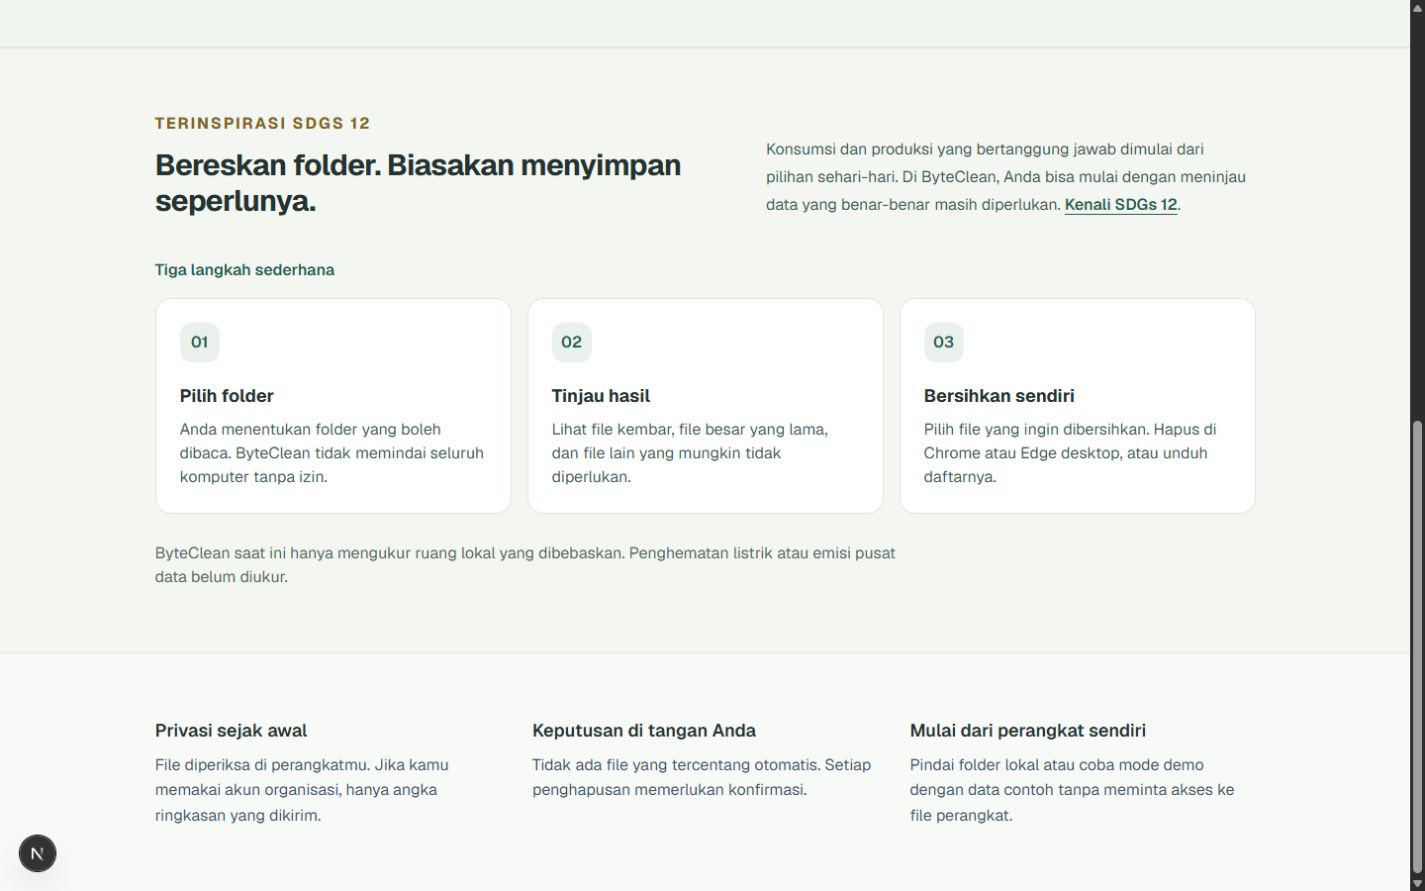 TERINSPIRASI SDGS 12
Bereskan folder. Biasakan menyimpan
seperlunya.
Konsumsi dan produksi yang bertanggung jawab dimulai dari
pilihan sehari-hari. Di ByteClean, Anda bisa mulai dengan meninjau
data yang benar-benar masih diperlukan. Kenali SDGs 12.
Tiga langkah sederhana
01
Pilih folder
Anda menentukan folder yang boleh
dibaca. ByteClean tidak memindai seluruh
komputer tanpa izin.
02
Tinjau hasil
Lihat file kembar, file besar yang lama,
dan file lain yang mungkin tidak
diperlukan.
03
Bersihkan sendiri
Pilih file yang ingin dibersihkan. Hapus di
Chrome atau Edge desktop, atau unduh
daftarnya.
ByteClean saat ini hanya mengukur ruang lokal yang dibebaskan. Penghematan listrik atau emisi pusat
data belum diukur.
Privasi sejak awal
File diperiksa di perangkatmu. Jika kamu
memakai akun organisasi, hanya angka
ringkasan yang dikirim.
Keputusan di tangan Anda
Tidak ada file yang tercentang otomatis. Setiap
penghapusan memerlukan konfirmasi.
Mulai dari perangkat sendiri
Pindai folder lokal atau coba mode demo
dengan data contoh tanpa meminta akses ke
file perangkat.
N